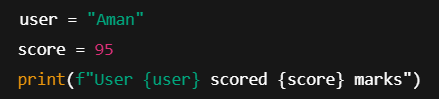 user = "Aman"
score = 95
print(f"User {user} scored {score} marks")